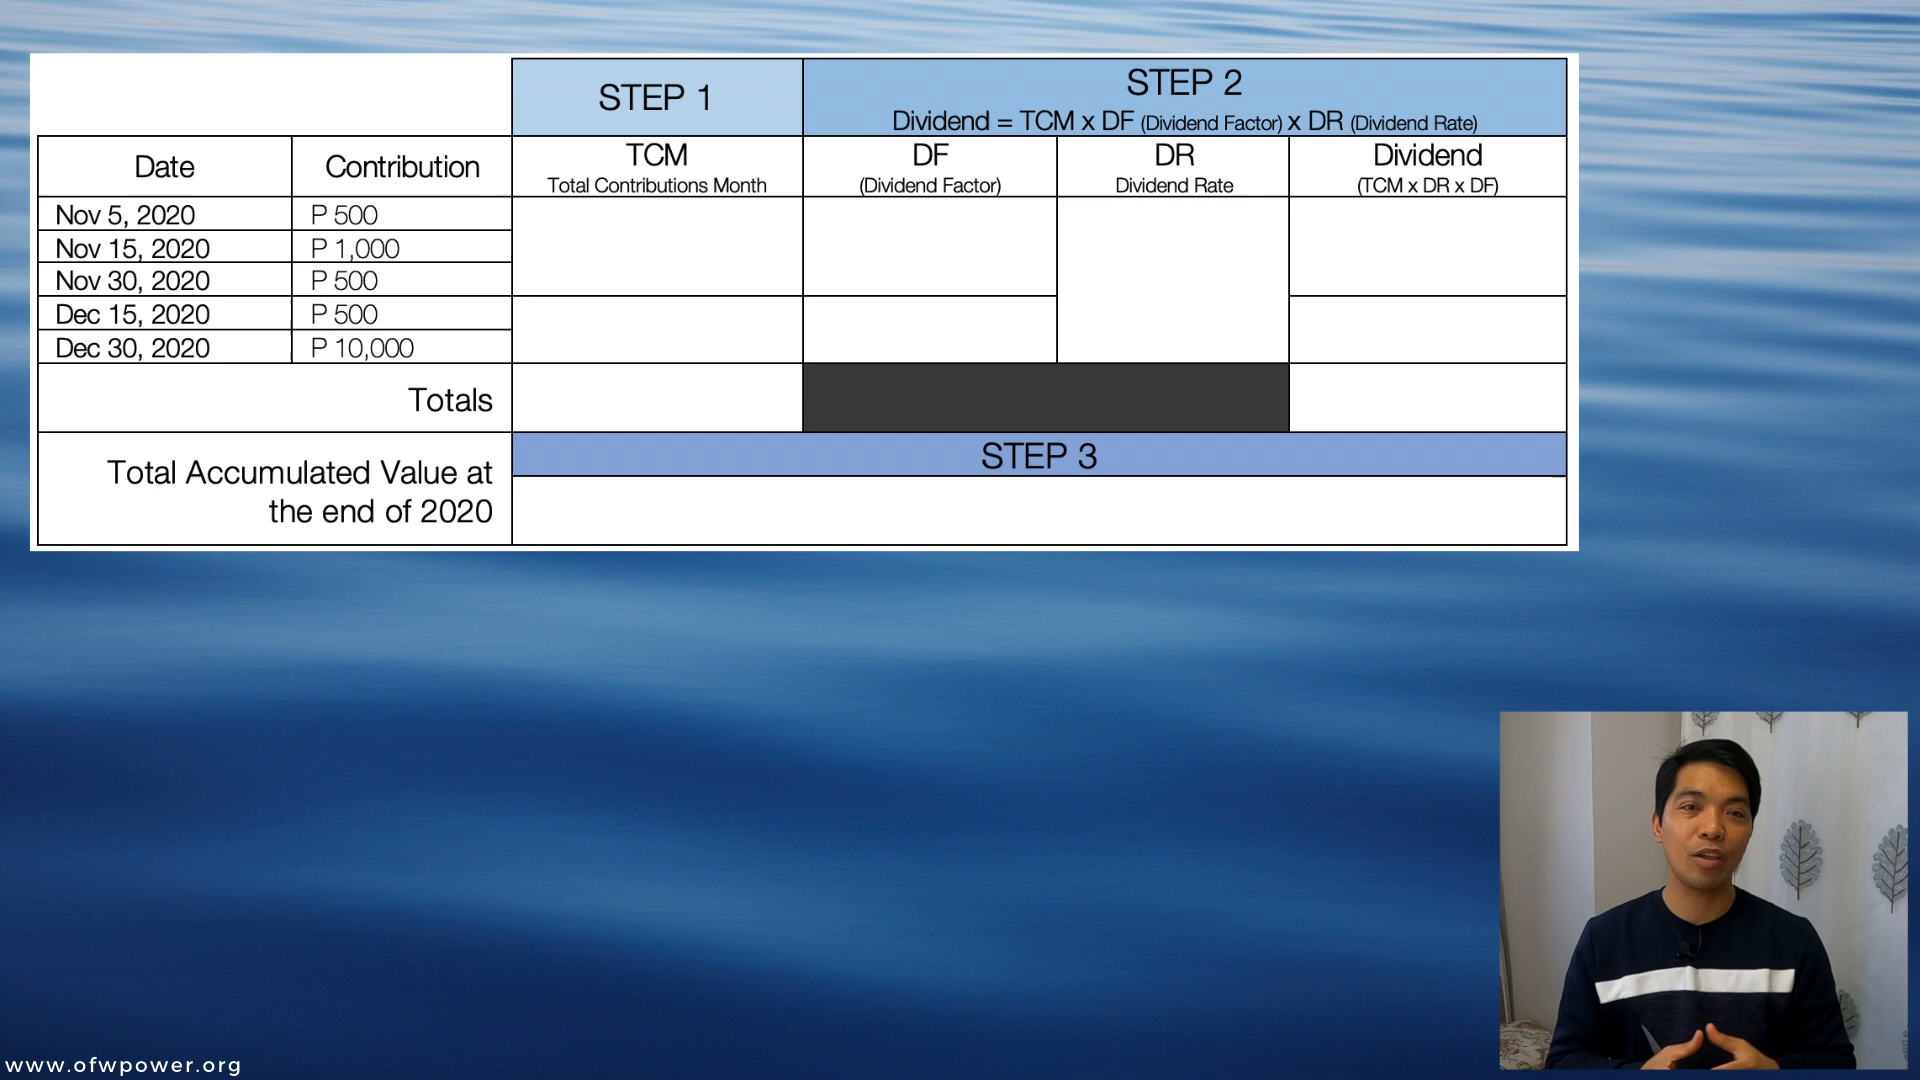 STEP 1
STEP 2
Dividend = TCM x DF (Dividend Factor) x DR (Dividend Rate)
Date
Contribution
TCM
Total Contributions Month
DF
(Dividend Factor)
DR
Dividend Rate
Dividend
(TCM x DR x DF)
Nov 5, 2020
P 500
Nov 15, 2020
P 1,000
Nov 30, 2020
P 500
Dec 15, 2020
P 500
Dec 30, 2020
P 10,000
Totals
Total Accumulated Value at
the end of 2020
STEP 3
www.ofwpower.org